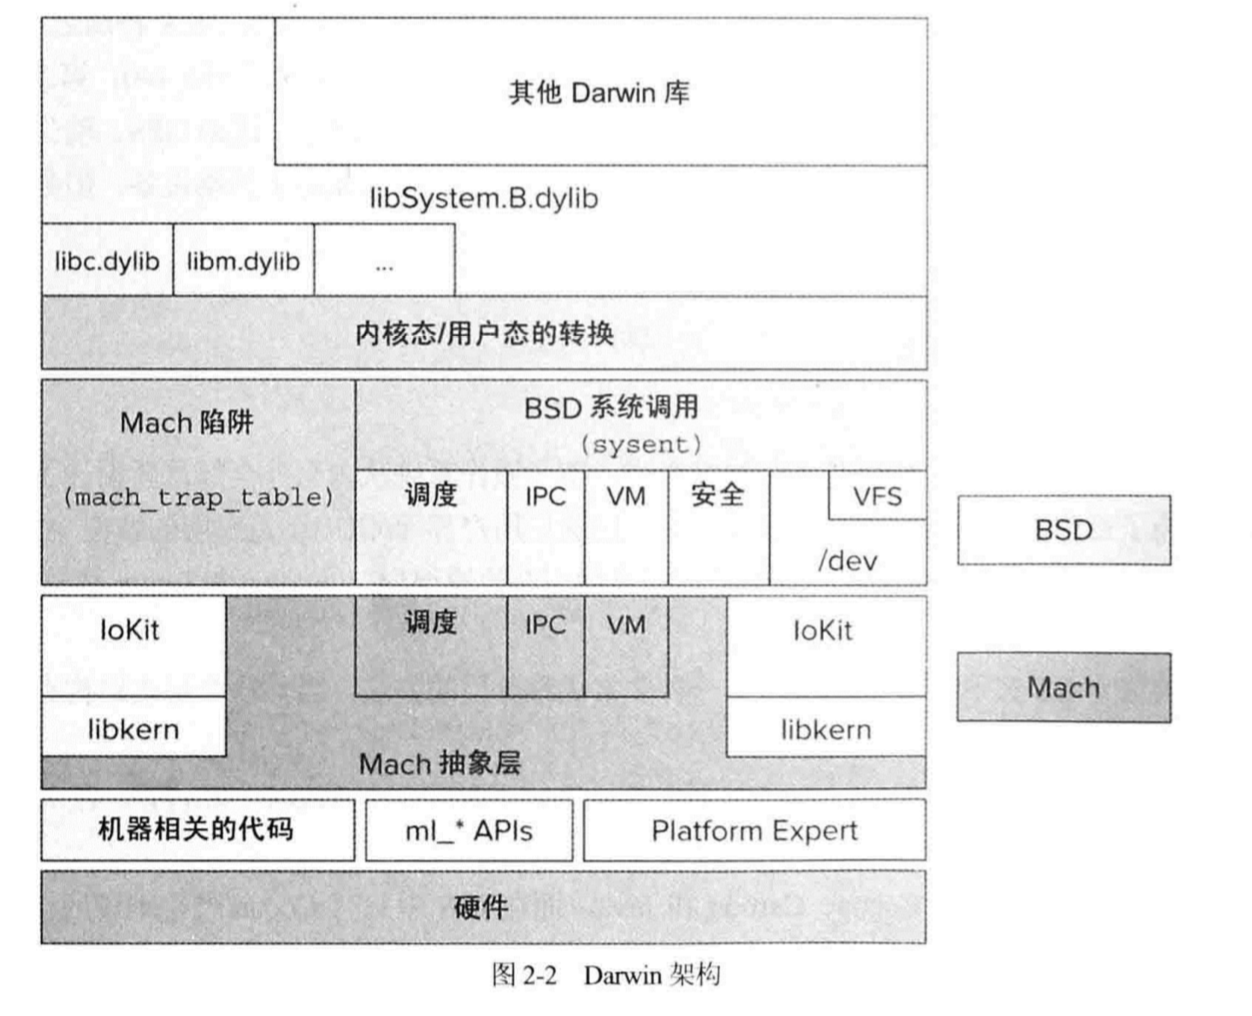 其他 Darwin 库
libSystem.B.dylib
libc.dylib
libm.dylib
...
内核态/用户态的转换
Mach 陷阱
(mach_trap_table)
BSD 系统调用
(sysent)
调度
IPC
VM
安全
VFS
/dev
BSD
IoKit
libkern
调度
IPC
VM
IoKit
libkern
Mach 抽象层
Mach
机器相关的代码
ml_* APIs
Platform Expert
硬件
图 2-2 Darwin 架构